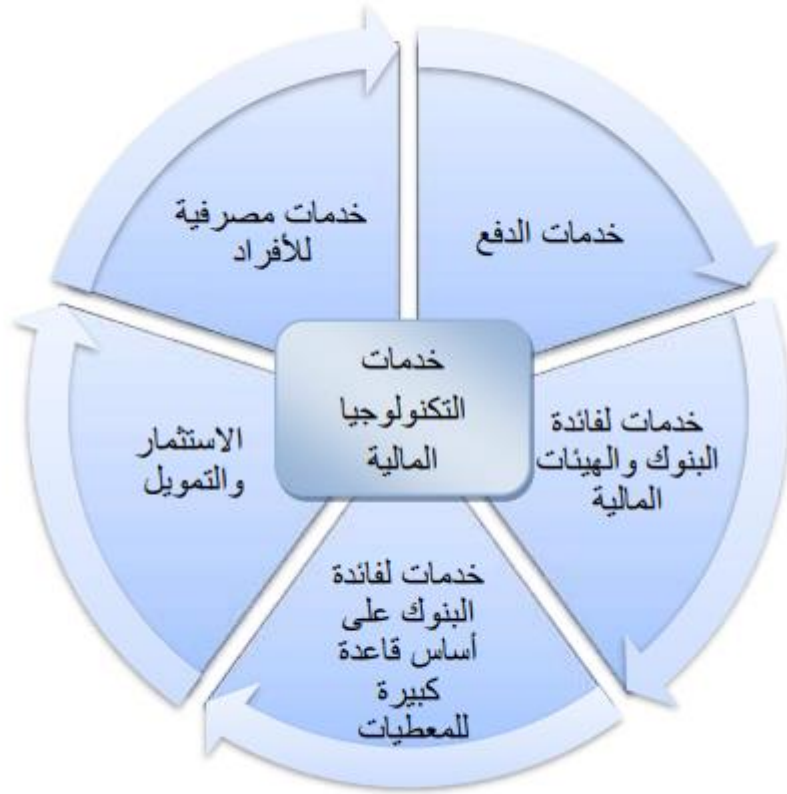 خدمات
التكنولوجيا
المالية
خدمات الدفع
خدمات لفائدة
البنوك والهيئات
المالية
خدمات لفائدة
البنوك على
أساس قاعدة
كبيرة
للمعطيات
الاستثمار
والتمويل
خدمات مصرفية
للأفراد